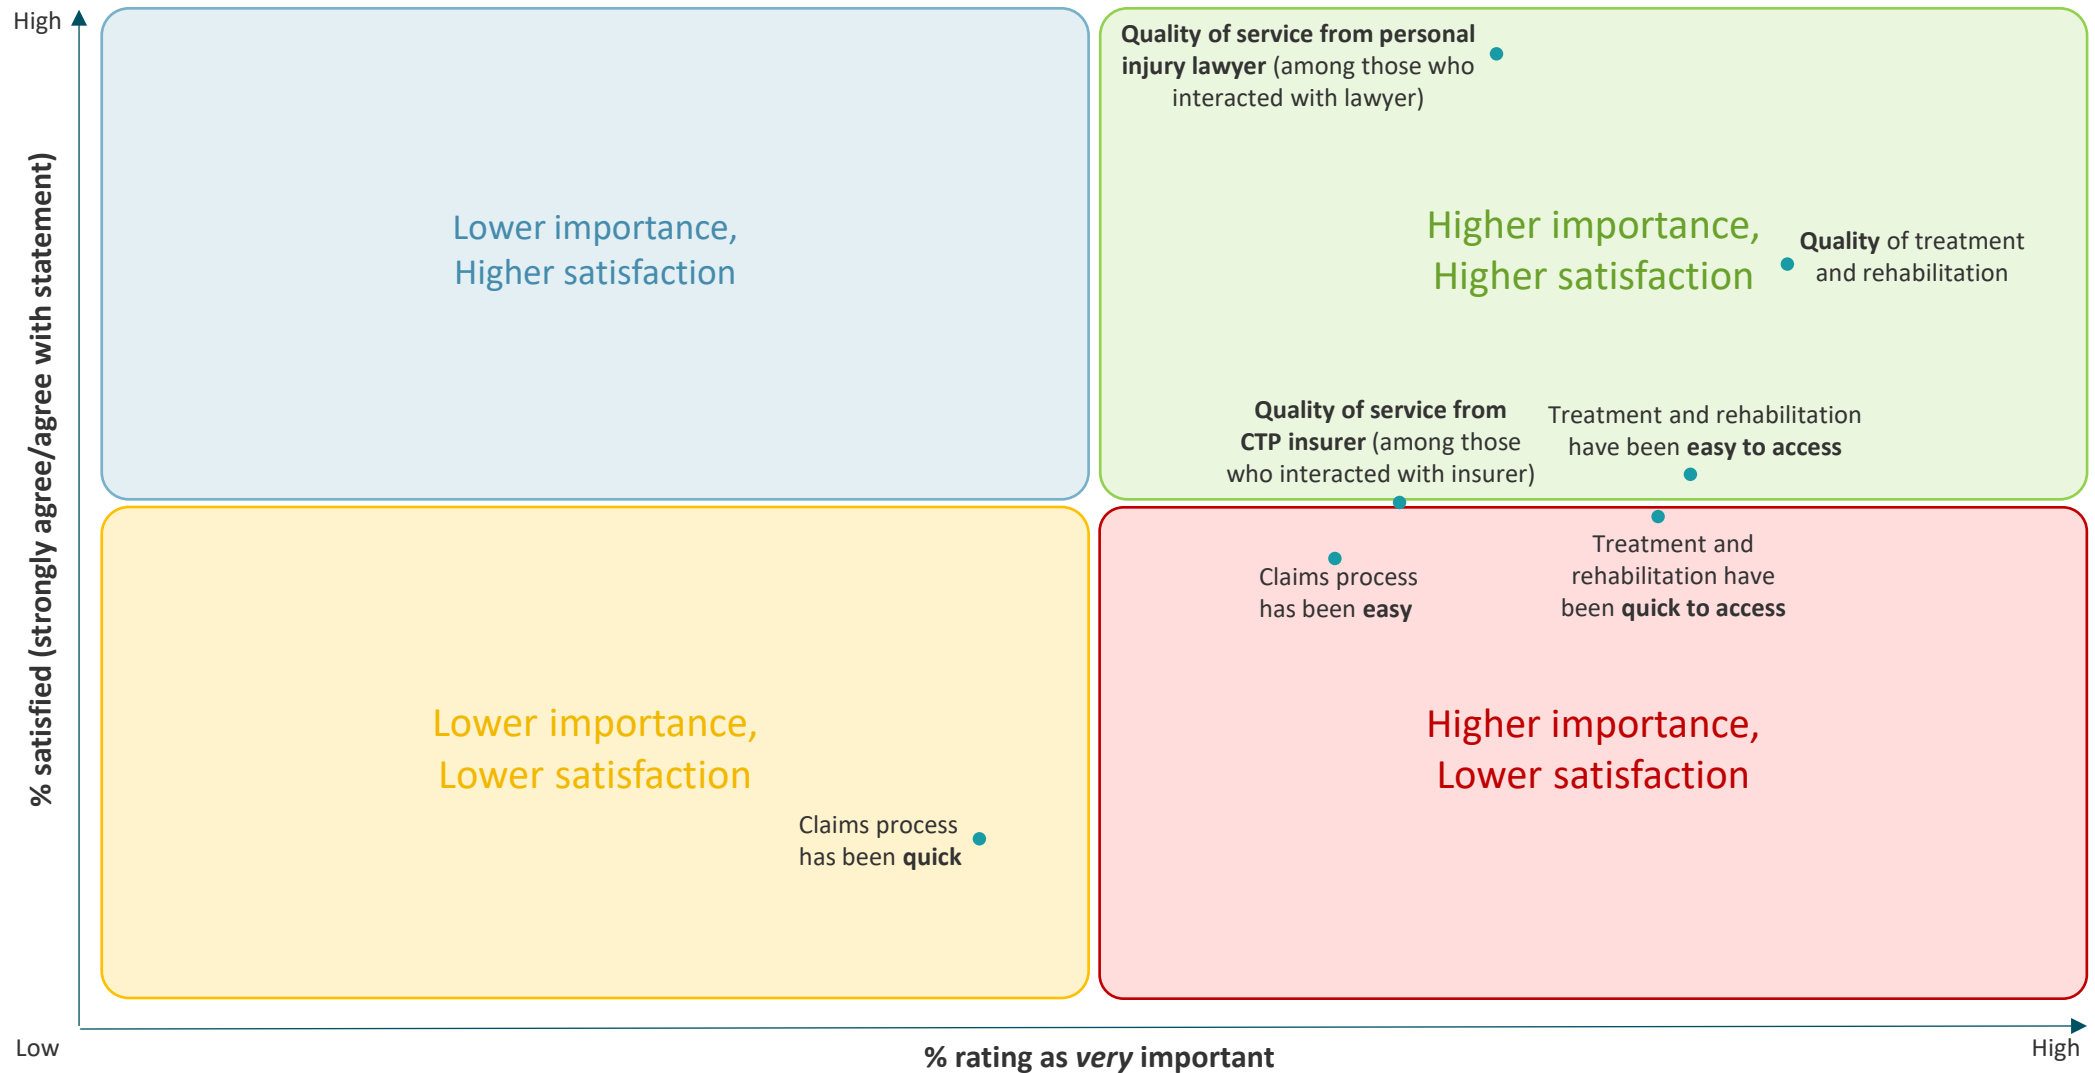 High
% satisfied (strongly agree/agree with statement)
Lower importance,
Higher satisfaction
Quality of service from personal
injury lawyer (among those who
interacted with lawyer)
Higher importance,
Higher satisfaction
Quality of treatment
and rehabilitation
Quality of service from
CTP insurer (among those
who interacted with insurer)
Treatment and rehabilitation
have been easy to access
Lower importance,
Lower satisfaction
Claims process
has been quick
Claims process
has been easy
Treatment and
rehabilitation have
been quick to access
Higher importance,
Lower satisfaction
Low
% rating as very important
High